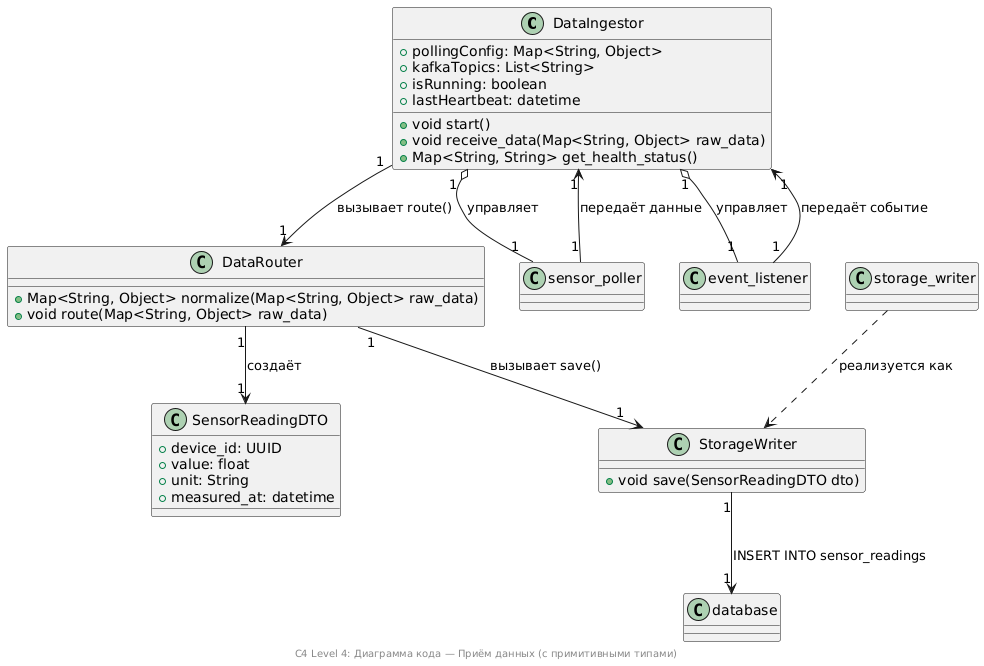 C DataIngestor
pollingConfig: Map<String, Object>
kafkaTopics: List<String>
isRunning: boolean
lastHeartbeat: datetime
void start()
void receive_data(Map<String, Object> raw_data)
Map<String, String> get_health_status()
1 1 1 1 1
вызывает route() управляет передаёт данные управляет передаёт событие
1 1 1 1 1
C DataRouter
Map<String, Object> normalize(Map<String, Object> raw_data)
void route(Map<String, Object> raw_data)
C sensor_poller
C event_listener
C storage_writer
1 1
создаёт вызывает save() реализуется как
1 1
C SensorReadingDTO
device_id: UUID
value: float
unit: String
measured_at: datetime
C StorageWriter
void save(SensorReadingDTO dto)
1
INSERT INTO sensor_readings
1
C database
C4 Level 4: Диаграмма кода — Приём данных (с примитивными типами)